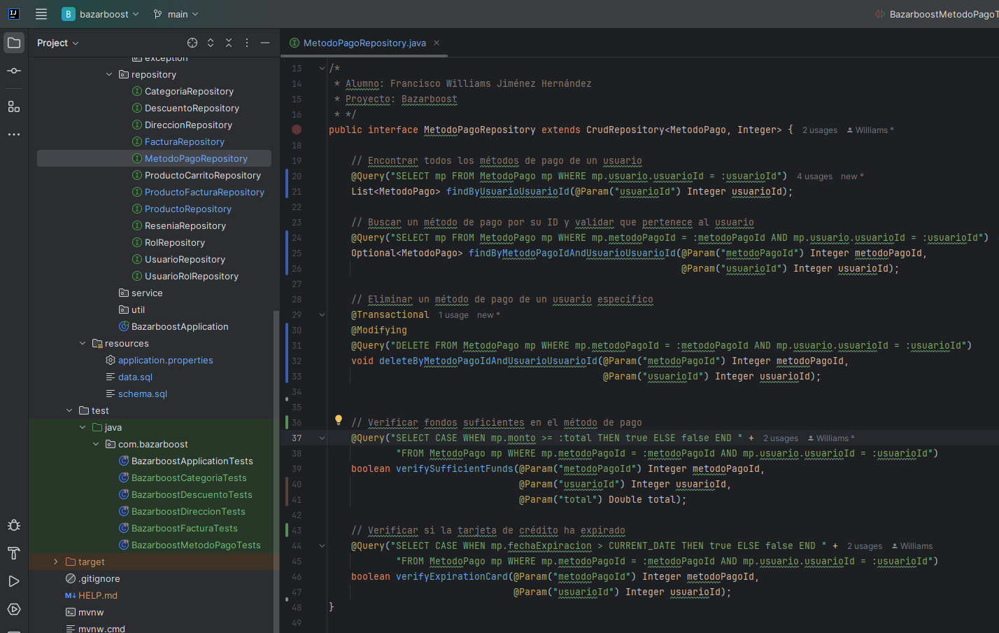 IJ
B bazarboost
main
BazarboostMetodoPagoT
Project
MetodoPagoRepository.java
exception
repository
CategoriaRepository
DescuentoRepository
DireccionRepository
FacturaRepository
MetodoPagoRepository
ProductoCarritoRepository
ProductoFacturaRepository
ProductoRepository
ReseniaRepository
RolRepository
UsuarioRepository
UsuarioRolRepository
service
util
BazarboostApplication
resources
application.properties
data.sql
schema.sql
test
java
com.bazarboost
BazarboostApplicationTests
BazarboostCategoriaTests
BazarboostDescuentoTests
BazarboostDireccionTests
BazarboostFacturaTests
BazarboostMetodoPagoTests
target
.gitignore
M↓ HELP.md
mvnw
mvnw.cmd
13 /*
14  * Alumno: Francisco Williams Jiménez Hernández
15  * Proyecto: Bazarboost
16  * */
public interface MetodoPagoRepository extends CrudRepository<MetodoPago, Integer> { 2 usages Williams *
18
19 // Encontrar todos los métodos de pago de un usuario
20 @Query("SELECT mp FROM MetodoPago mp WHERE mp.usuario.usuarioId = :usuarioId") 4 usages new *
21 List<MetodoPago> findByUsuarioUsuarioId(@Param("usuarioId") Integer usuarioId);
22
23 // Buscar un método de pago por su ID y validar que pertenece al usuario
24 @Query("SELECT mp FROM MetodoPago mp WHERE mp.metodoPagoId = :metodoPagoId AND mp.usuario.usuarioId = :usuarioId")
25 Optional<MetodoPago> findByMetodoPagoIdAndUsuarioUsuarioId(@Param("metodoPagoId") Integer metodoPagoId,
26 @Param("usuarioId") Integer usuarioId);
27
28 // Eliminar un método de pago de un usuario específico
29 @Transactional 1 usage new *
30 @Modifying
31 @Query("DELETE FROM MetodoPago mp WHERE mp.metodoPagoId = :metodoPagoId AND mp.usuario.usuarioId = :usuarioId")
32 void deleteByMetodoPagoIdAndUsuarioUsuarioId(@Param("metodoPagoId") Integer metodoPagoId,
33 @Param("usuarioId") Integer usuarioId);
34
35
36 // Verificar fondos suficientes en el método de pago
37 @Query("SELECT CASE WHEN mp.monto >= :total THEN true ELSE false END " + 2 usages Williams *
38 "FROM MetodoPago mp WHERE mp.metodoPagoId = :metodoPagoId AND mp.usuario.usuarioId = :usuarioId")
39 boolean verifySufficientFunds(@Param("metodoPagoId") Integer metodoPagoId,
40 @Param("usuarioId") Integer usuarioId,
41 @Param("total") Double total);
42
43 // Verificar si la tarjeta de crédito ha expirado
44 @Query("SELECT CASE WHEN mp.fechaExpiracion > CURRENT_DATE THEN true ELSE false END " + 2 usages Williams
45 "FROM MetodoPago mp WHERE mp.metodoPagoId = :metodoPagoId AND mp.usuario.usuarioId = :usuarioId")
46 boolean verifyExpirationCard(@Param("metodoPagoId") Integer metodoPagoId,
47 @Param("usuarioId") Integer usuarioId);
48 }
49